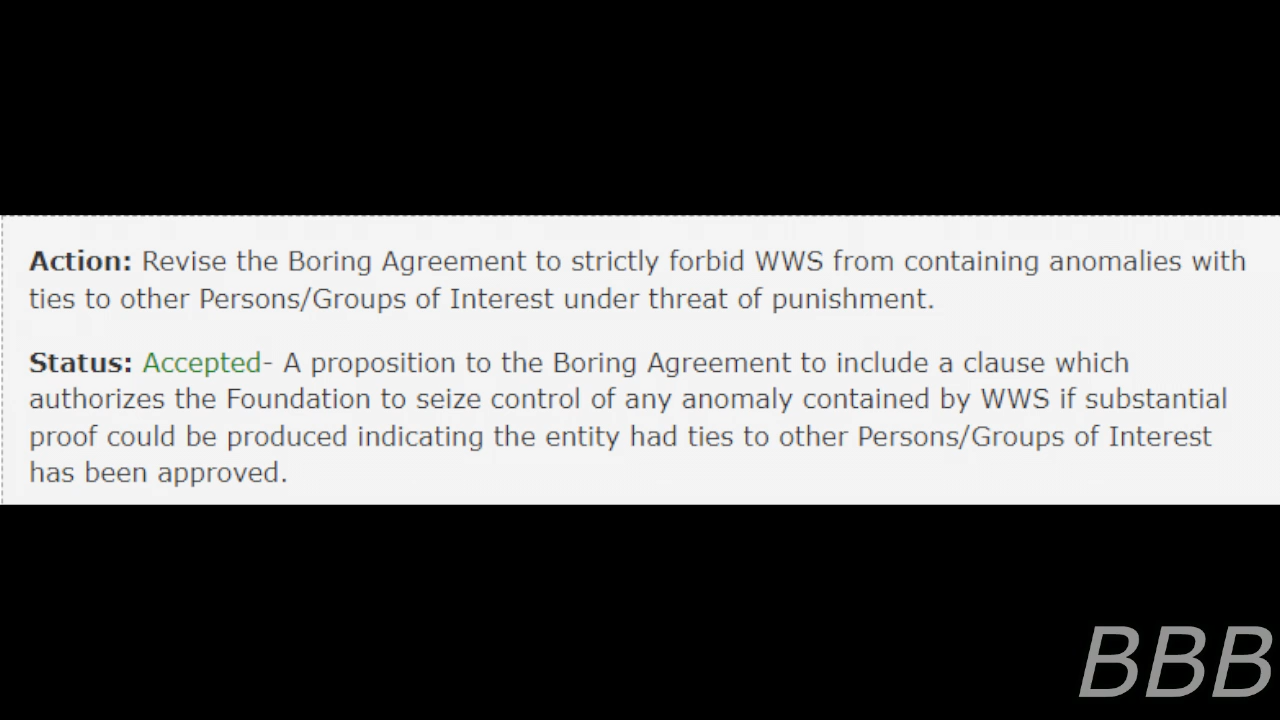 Action: Revise the Boring Agreement to strictly forbid WWS from containing anomalies with
ties to other Persons/Groups of Interest under threat of punishment.
Status: Accepted- A proposition to the Boring Agreement to include a clause which
authorizes the Foundation to seize control of any anomaly contained by WWS if substantial
proof could be produced indicating the entity had ties to other Persons/Groups of Interest
has been approved.
BBB